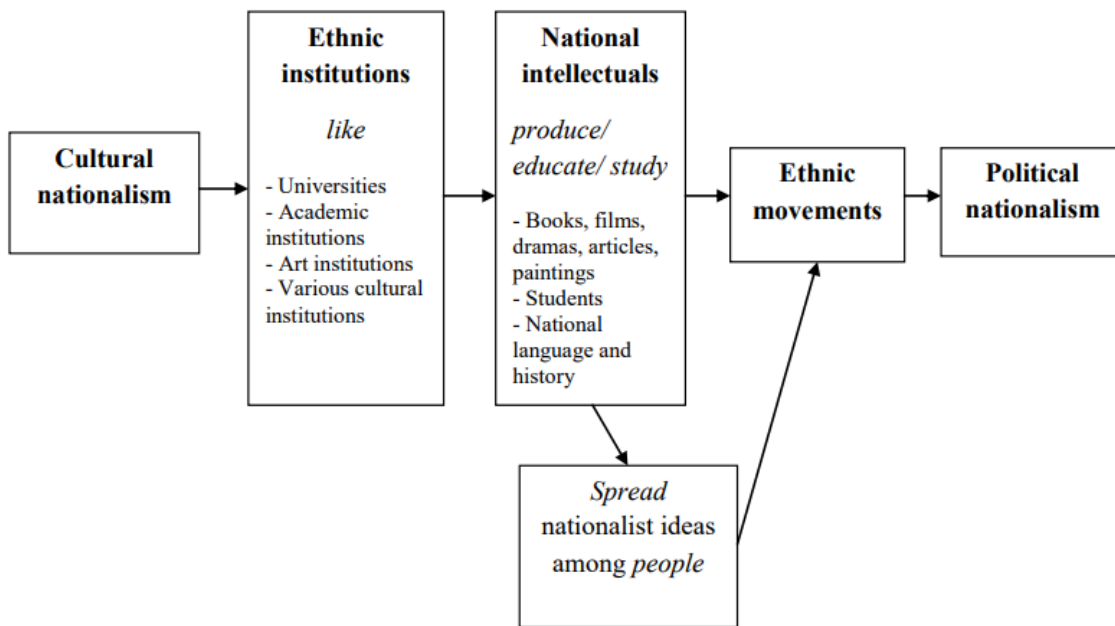 Cultural
nationalism
Ethnic
institutions
like
- Universities
- Academic
institutions
- Art institutions
- Various cultural
institutions
National
intellectuals
produce/
educate/ study
- Books, films,
dramas, articles,
paintings
- Students
- National
language and
history
Spread
nationalist ideas
among people
Ethnic
movements
Political
nationalism